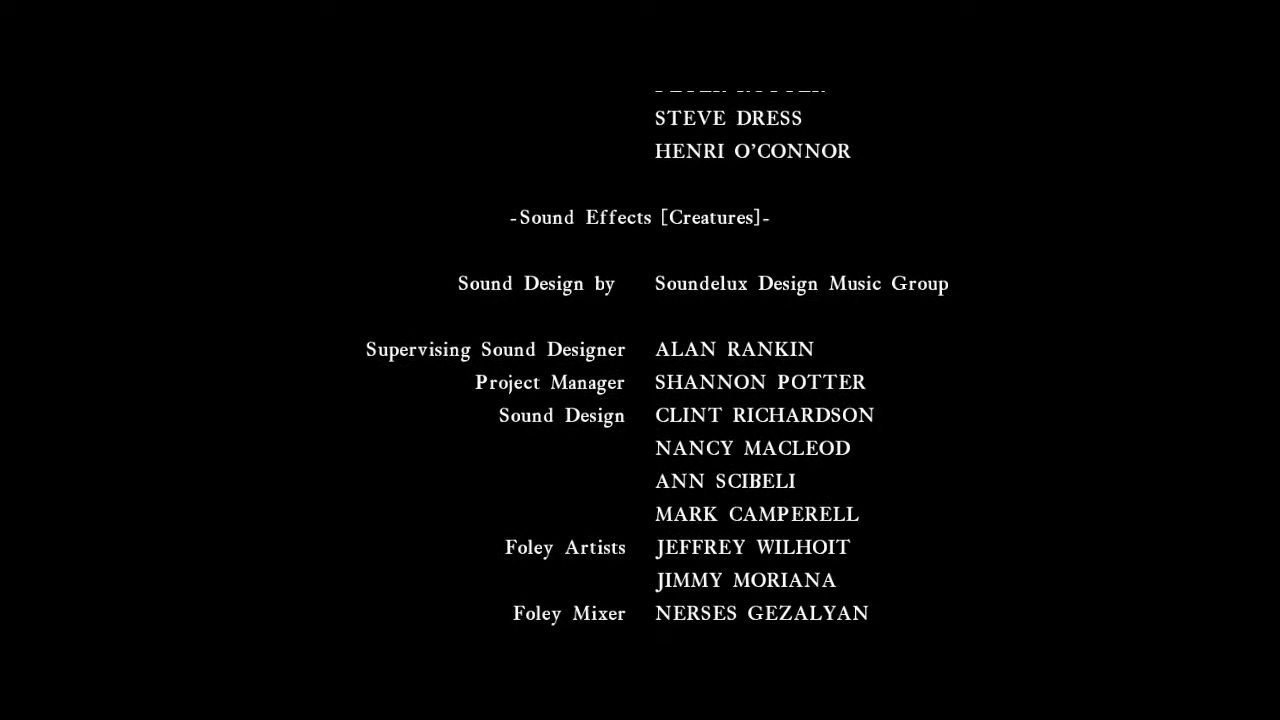 STEVE DRESS
HENRI O'CONNOR
-Sound Effects [Creatures]-
Sound Design by Soundelux Design Music Group
Supervising Sound Designer ALAN RANKIN
Project Manager SHANNON POTTER
Sound Design CLINT RICHARDSON
NANCY MACLEOD
ANN SCIBELI
MARK CAMPERELL
Foley Artists JEFFREY WILHOIT
JIMMY MORIANA
Foley Mixer NERSES GEZALYAN